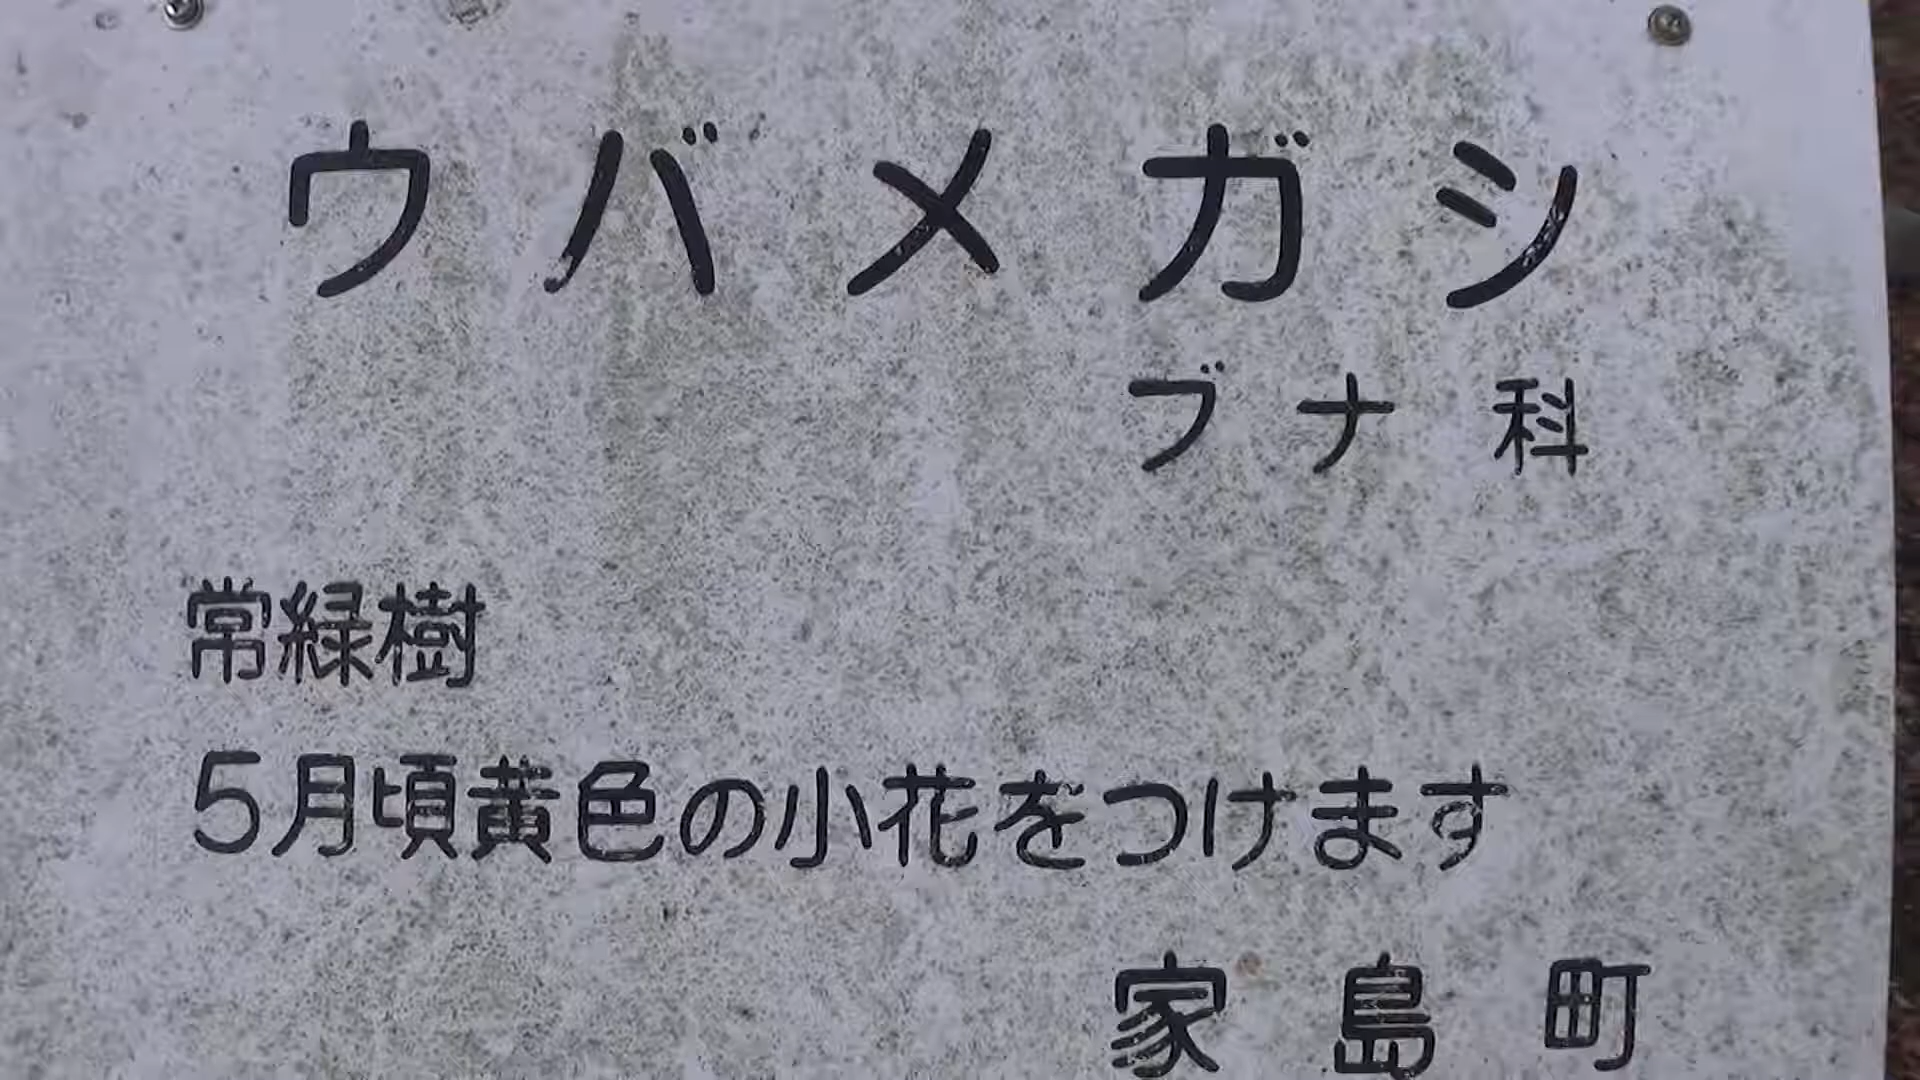 ウバメガシ
ブナ科
常緑樹
5月頃黄色の小花をつけます
家島町